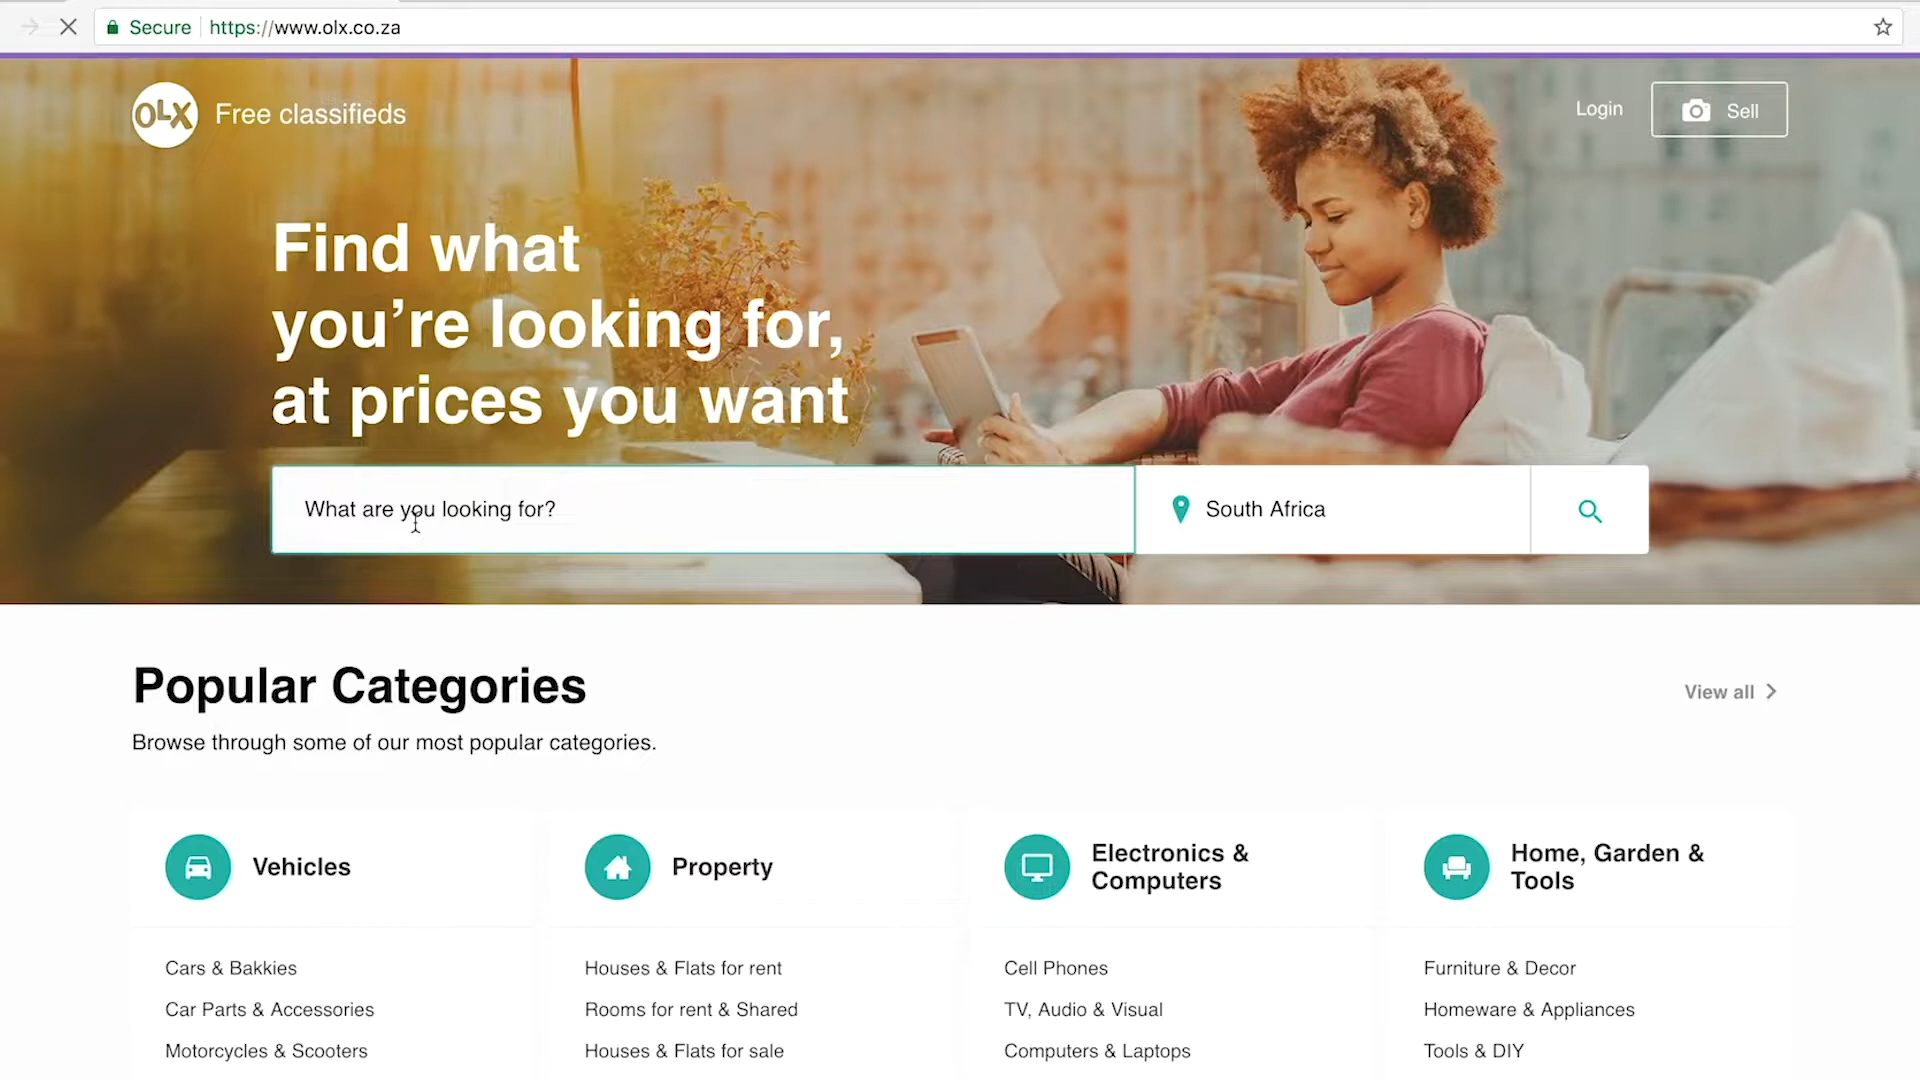 Secure https://www.olx.co.za
OLX Free classifieds
Login
Sell
Find what
you're looking for,
at prices you want
What are you looking for?
South Africa
Popular Categories
View all
Browse through some of our most popular categories.
Vehicles
Cars & Bakkies
Car Parts & Accessories
Motorcycles & Scooters
Property
Houses & Flats for rent
Rooms for rent & Shared
Houses & Flats for sale
Electronics &
Computers
Cell Phones
TV, Audio & Visual
Computers & Laptops
Home, Garden &
Tools
Furniture & Decor
Homeware & Appliances
Tools & DIY